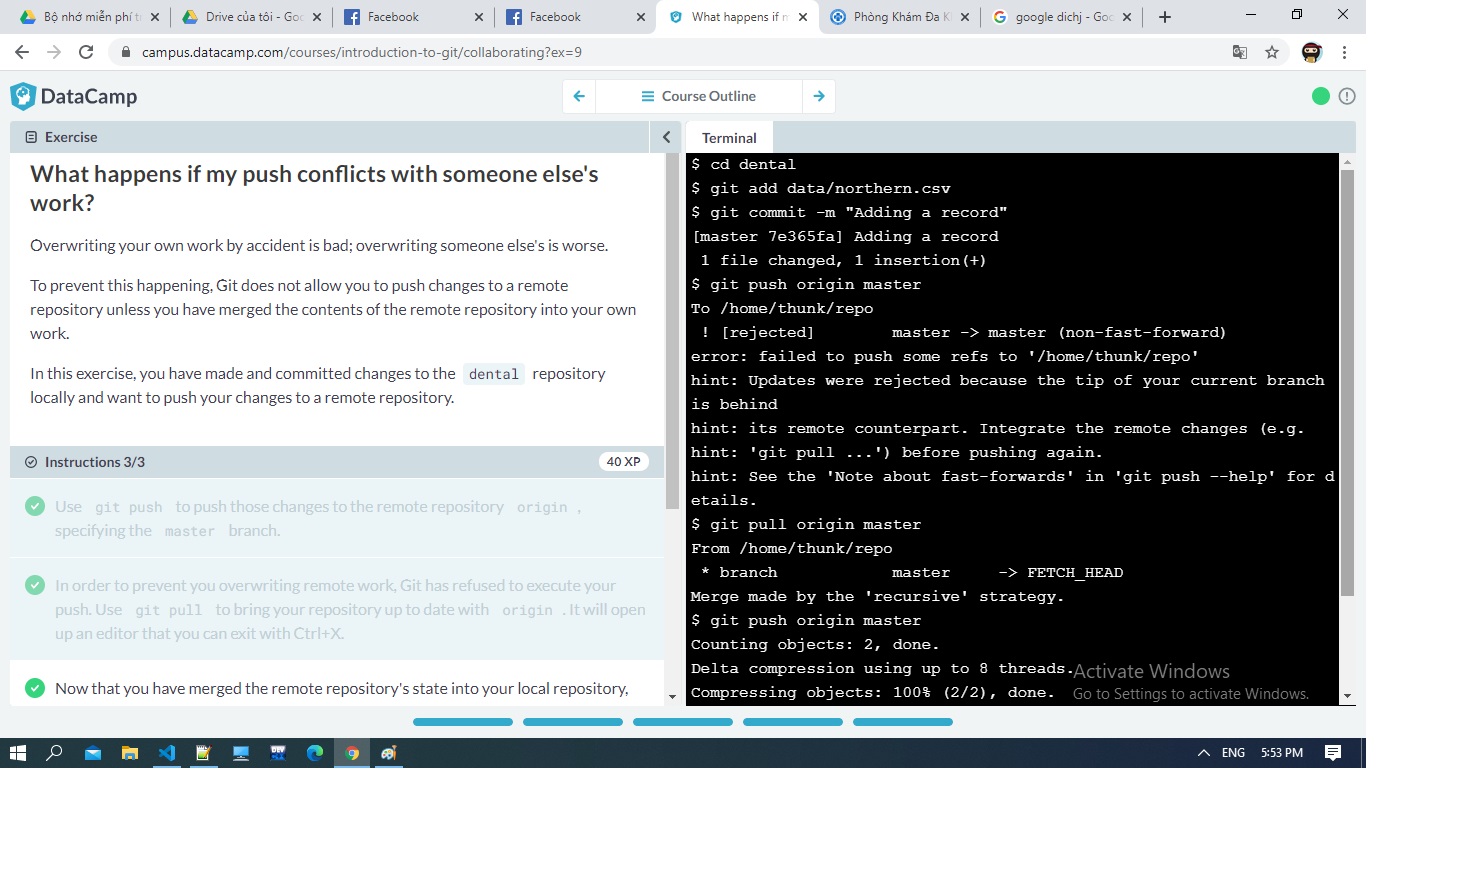 Bộ nhớ miễn phí t
Drive của tôi - Goo
Facebook
Facebook
What happens if m
Phòng Khám Đa K
google dichj - Goo
campus.datacamp.com/courses/introduction-to-git/collaborating?ex=9
DataCamp
Course Outline
Exercise
What happens if my push conflicts with someone else's
work?
Overwriting your own work by accident is bad; overwriting someone else's is worse.
To prevent this happening, Git does not allow you to push changes to a remote
repository unless you have merged the contents of the remote repository into your own
work.
In this exercise, you have made and committed changes to the dental repository
locally and want to push your changes to a remote repository.
Instructions 3/3
40 XP
Use git push to push those changes to the remote repository origin ,
specifying the master branch.
In order to prevent you overwriting remote work, Git has refused to execute your
push. Use git pull to bring your repository up to date with origin . It will open
up an editor that you can exit with Ctrl+X.
Now that you have merged the remote repository's state into your local repository,
Terminal
$ cd dental
$ git add data/northern.csv
$ git commit -m "Adding a record"
[master 7e365fa] Adding a record
1 file changed, 1 insertion(+)
$ git push origin master
To /home/thunk/repo
! [rejected] master -> master (non-fast-forward)
error: failed to push some refs to '/home/thunk/repo'
hint: Updates were rejected because the tip of your current branch
is behind
hint: its remote counterpart. Integrate the remote changes (e.g.
hint: 'git pull ...') before pushing again.
hint: See the 'Note about fast-forwards' in 'git push --help' for d
etails.
$ git pull origin master
From /home/thunk/repo
* branch master -> FETCH_HEAD
Merge made by the 'recursive' strategy.
$ git push origin master
Counting objects: 2, done.
Delta compression using up to 8 threads.
Compressing objects: 100% (2/2), done.
Activate Windows
Go to Settings to activate Windows.
DEV
ENG
5:53 PM